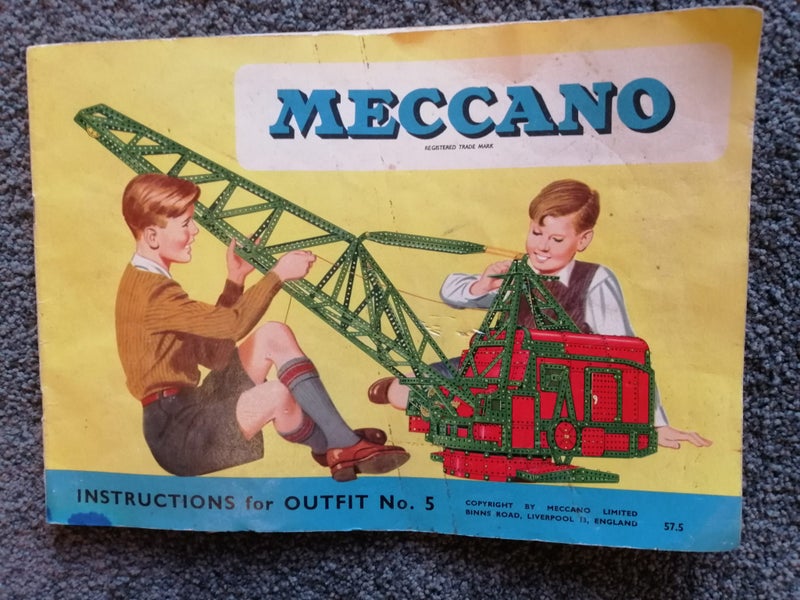 MECCANO
REGISTERED TRADE MARK
INSTRUCTIONS for OUTFIT No. 5
COPYRIGHT BY MECCANO LIMITED
BINNS ROAD, LIVERPOOL 13, ENGLAND
57.5